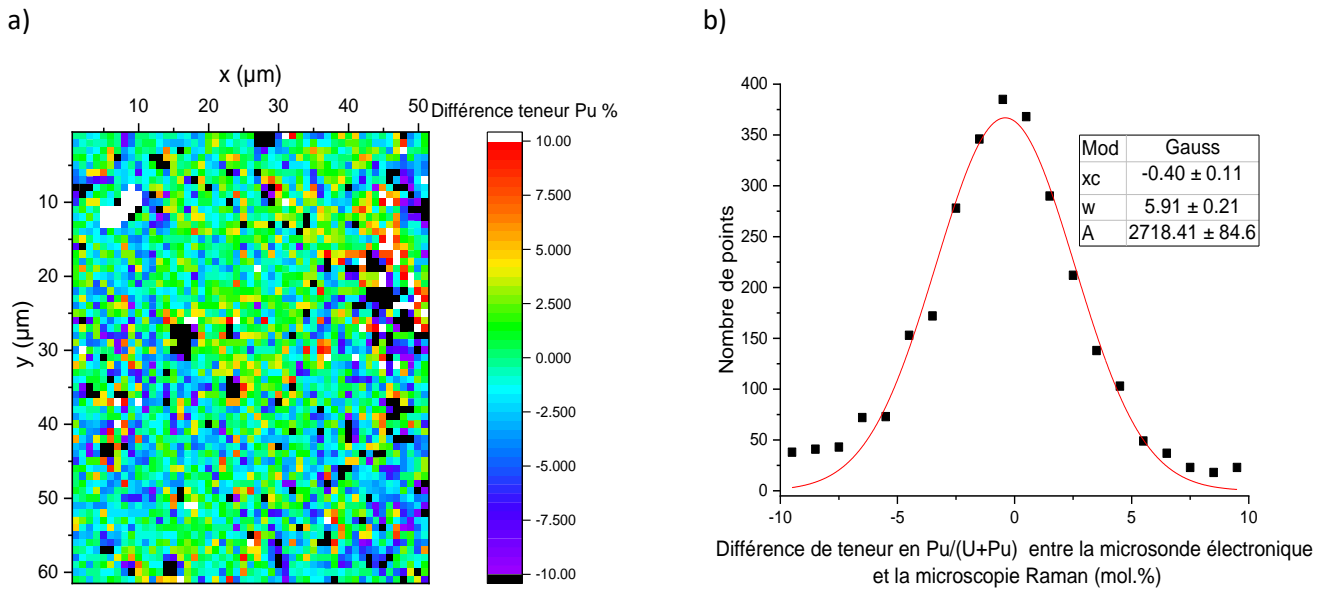 a)
x (µm)
10 20 30 40 50
Différence teneur Pu %
y (µm)
10
20
30
40
50
60
10.00
7.500
5.000
2.500
0.000
-2.500
-5.000
-7.500
-10.00
b)
400
350
300
250
200
150
100
50
0
Nombre de points
Mod Gauss
xc -0.40 ± 0.11
w 5.91 ± 0.21
A 2718.41 ± 84.6
-10 -5 0 5 10
Différence de teneur en Pu/(U+Pu) entre la microsonde électronique
et la microscopie Raman (mol.%)